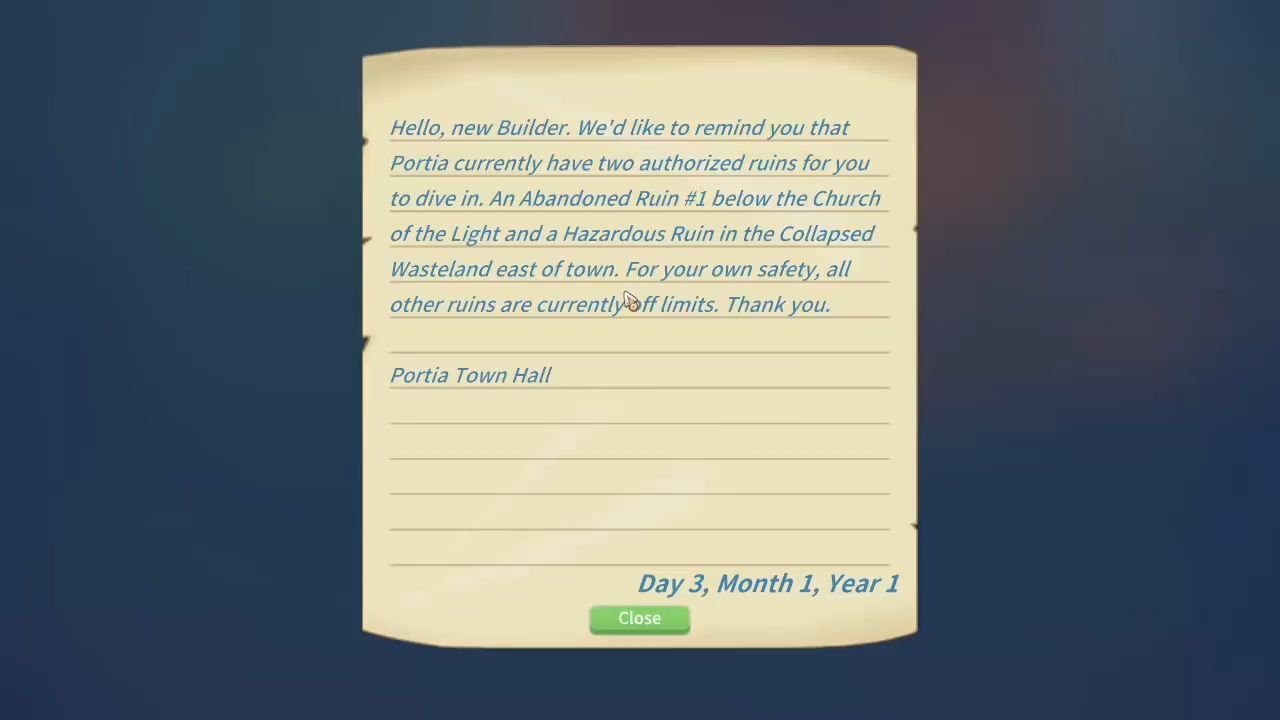 Hello, new Builder. We'd like to remind you that
Portia currently have two authorized ruins for you
to dive in. An Abandoned Ruin #1 below the Church
of the Light and a Hazardous Ruin in the Collapsed
Wasteland east of town. For your own safety, all
other ruins are currently off limits. Thank you.
Portia Town Hall
Day 3, Month 1, Year 1
Close